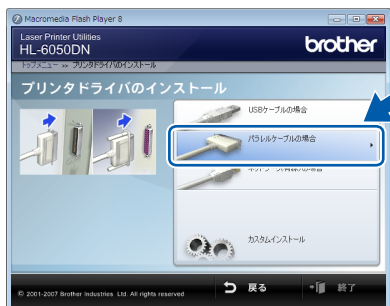 Macromedia Flash Player 8
Laser Printer Utilities
HL-6050DN
brother
トップメニュー >> プリンタドライバのインストール
プリンタドライバのインストール
USBケーブルの場合
パラレルケーブルの場合
カスタムインストール
© 2001-2007 Brother Industries Ltd. All rights reserved
戻る
終了